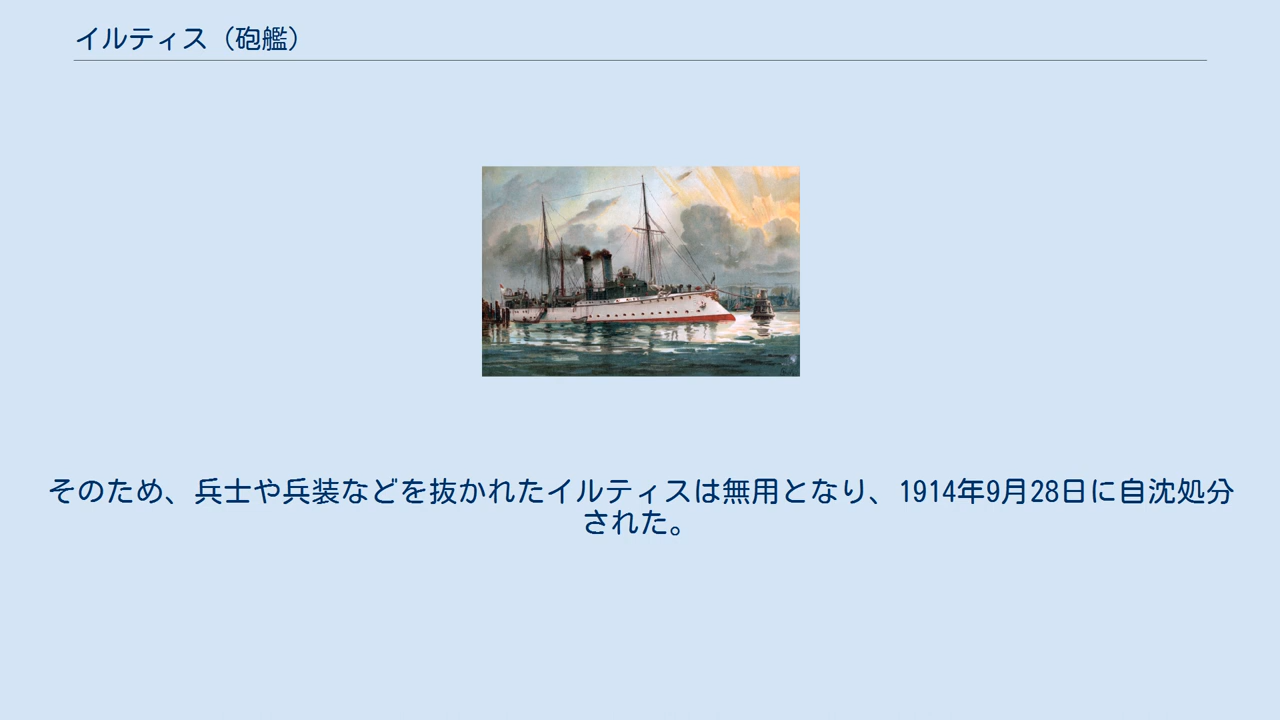 イルティス（砲艦）
そのため、兵士や兵装などを抜かれたイルティスは無用となり、1914年9月28日に自沈処分
された。